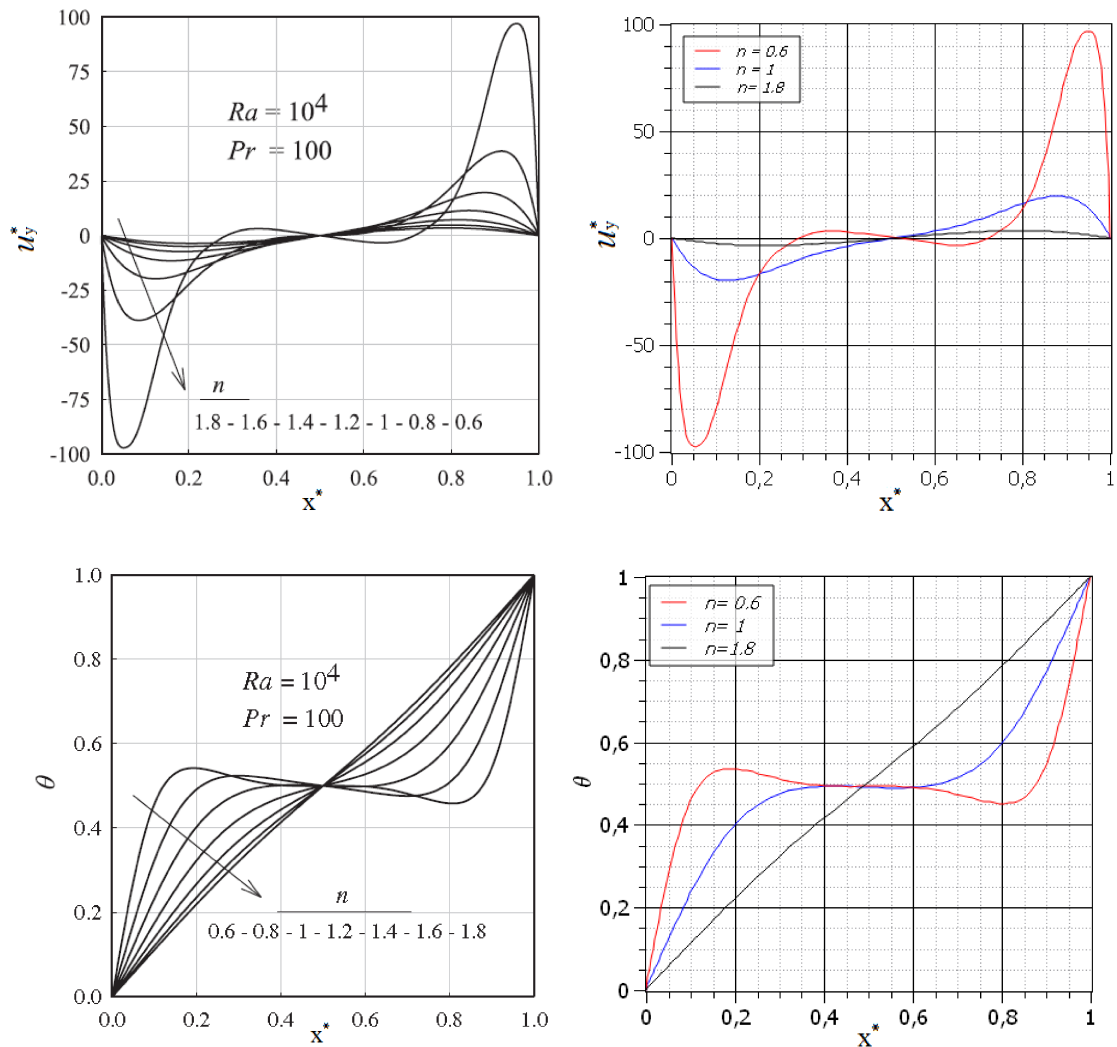 100
75
50
25
0
-25
-50
-75
-100
u*y
Ra = 10^4
Pr = 100
n
1.8 - 1.6 - 1.4 - 1.2 - 1 - 0.8 - 0.6
0.0 0.2 0.4 0.6 0.8 1.0
x*
100
50
0
-50
-100
u*y
n = 0.6
n = 1
n= 1.8
0 0,2 0,4 0,6 0,8 1
x*
1.0
0.8
0.6
0.4
0.2
0.0
θ
Ra = 10^4
Pr = 100
n
0.6 - 0.8 - 1 - 1.2 - 1.4 - 1.6 - 1.8
0.0 0.2 0.4 0.6 0.8 1.0
x*
1
0,8
0,6
0,4
0,2
0
θ
n= 0.6
n= 1
n=1.8
0 0,2 0,4 0,6 0,8 1
x*